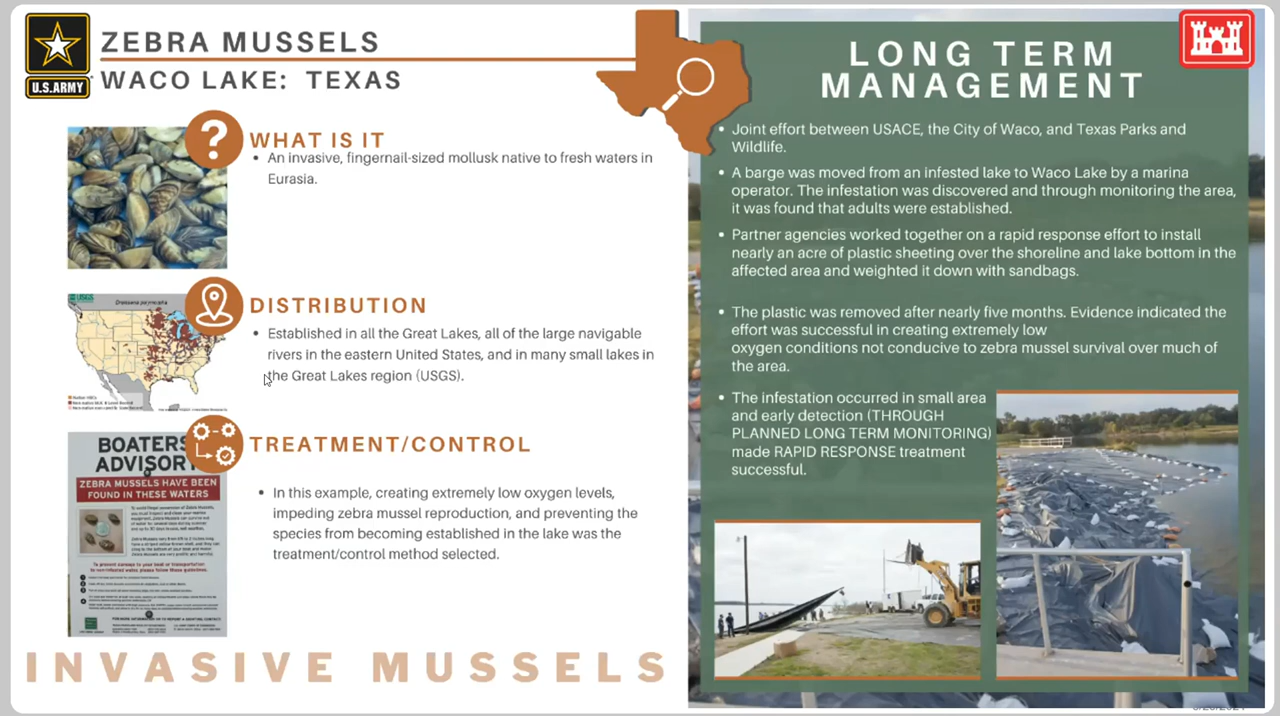 U.S.ARMY
ZEBRA MUSSELS
WACO LAKE: TEXAS
?
WHAT IS IT
• An invasive, fingernail-sized mollusk native to fresh waters in
Eurasia.
USGS
DISTRIBUTION
• Established in all the Great Lakes, all of the large navigable
rivers in the eastern United States, and in many small lakes in
the Great Lakes region (USGS).
BOATERS
ADVISORY
ZEBRA MUSSELS HAVE BEEN
FOUND IN THESE WATERS
TREATMENT/CONTROL
• In this example, creating extremely low oxygen levels,
impeding zebra mussel reproduction, and preventing the
species from becoming established in the lake was the
treatment/control method selected.
INVASIVE MUSSELS
LONG TERM
MANAGEMENT
• Joint effort between USACE, the City of Waco, and Texas Parks and
Wildlife.
• A barge was moved from an infested lake to Waco Lake by a marina
operator. The infestation was discovered and through monitoring the area,
it was found that adults were established.
• Partner agencies worked together on a rapid response effort to install
nearly an acre of plastic sheeting over the shoreline and lake bottom in the
affected area and weighted it down with sandbags.
• The plastic was removed after nearly five months. Evidence indicated the
effort was successful in creating extremely low
oxygen conditions not conducive to zebra mussel survival over much of
the area.
• The infestation occurred in small area
and early detection (THROUGH
PLANNED LONG TERM MONITORING)
made RAPID RESPONSE treatment
successful.